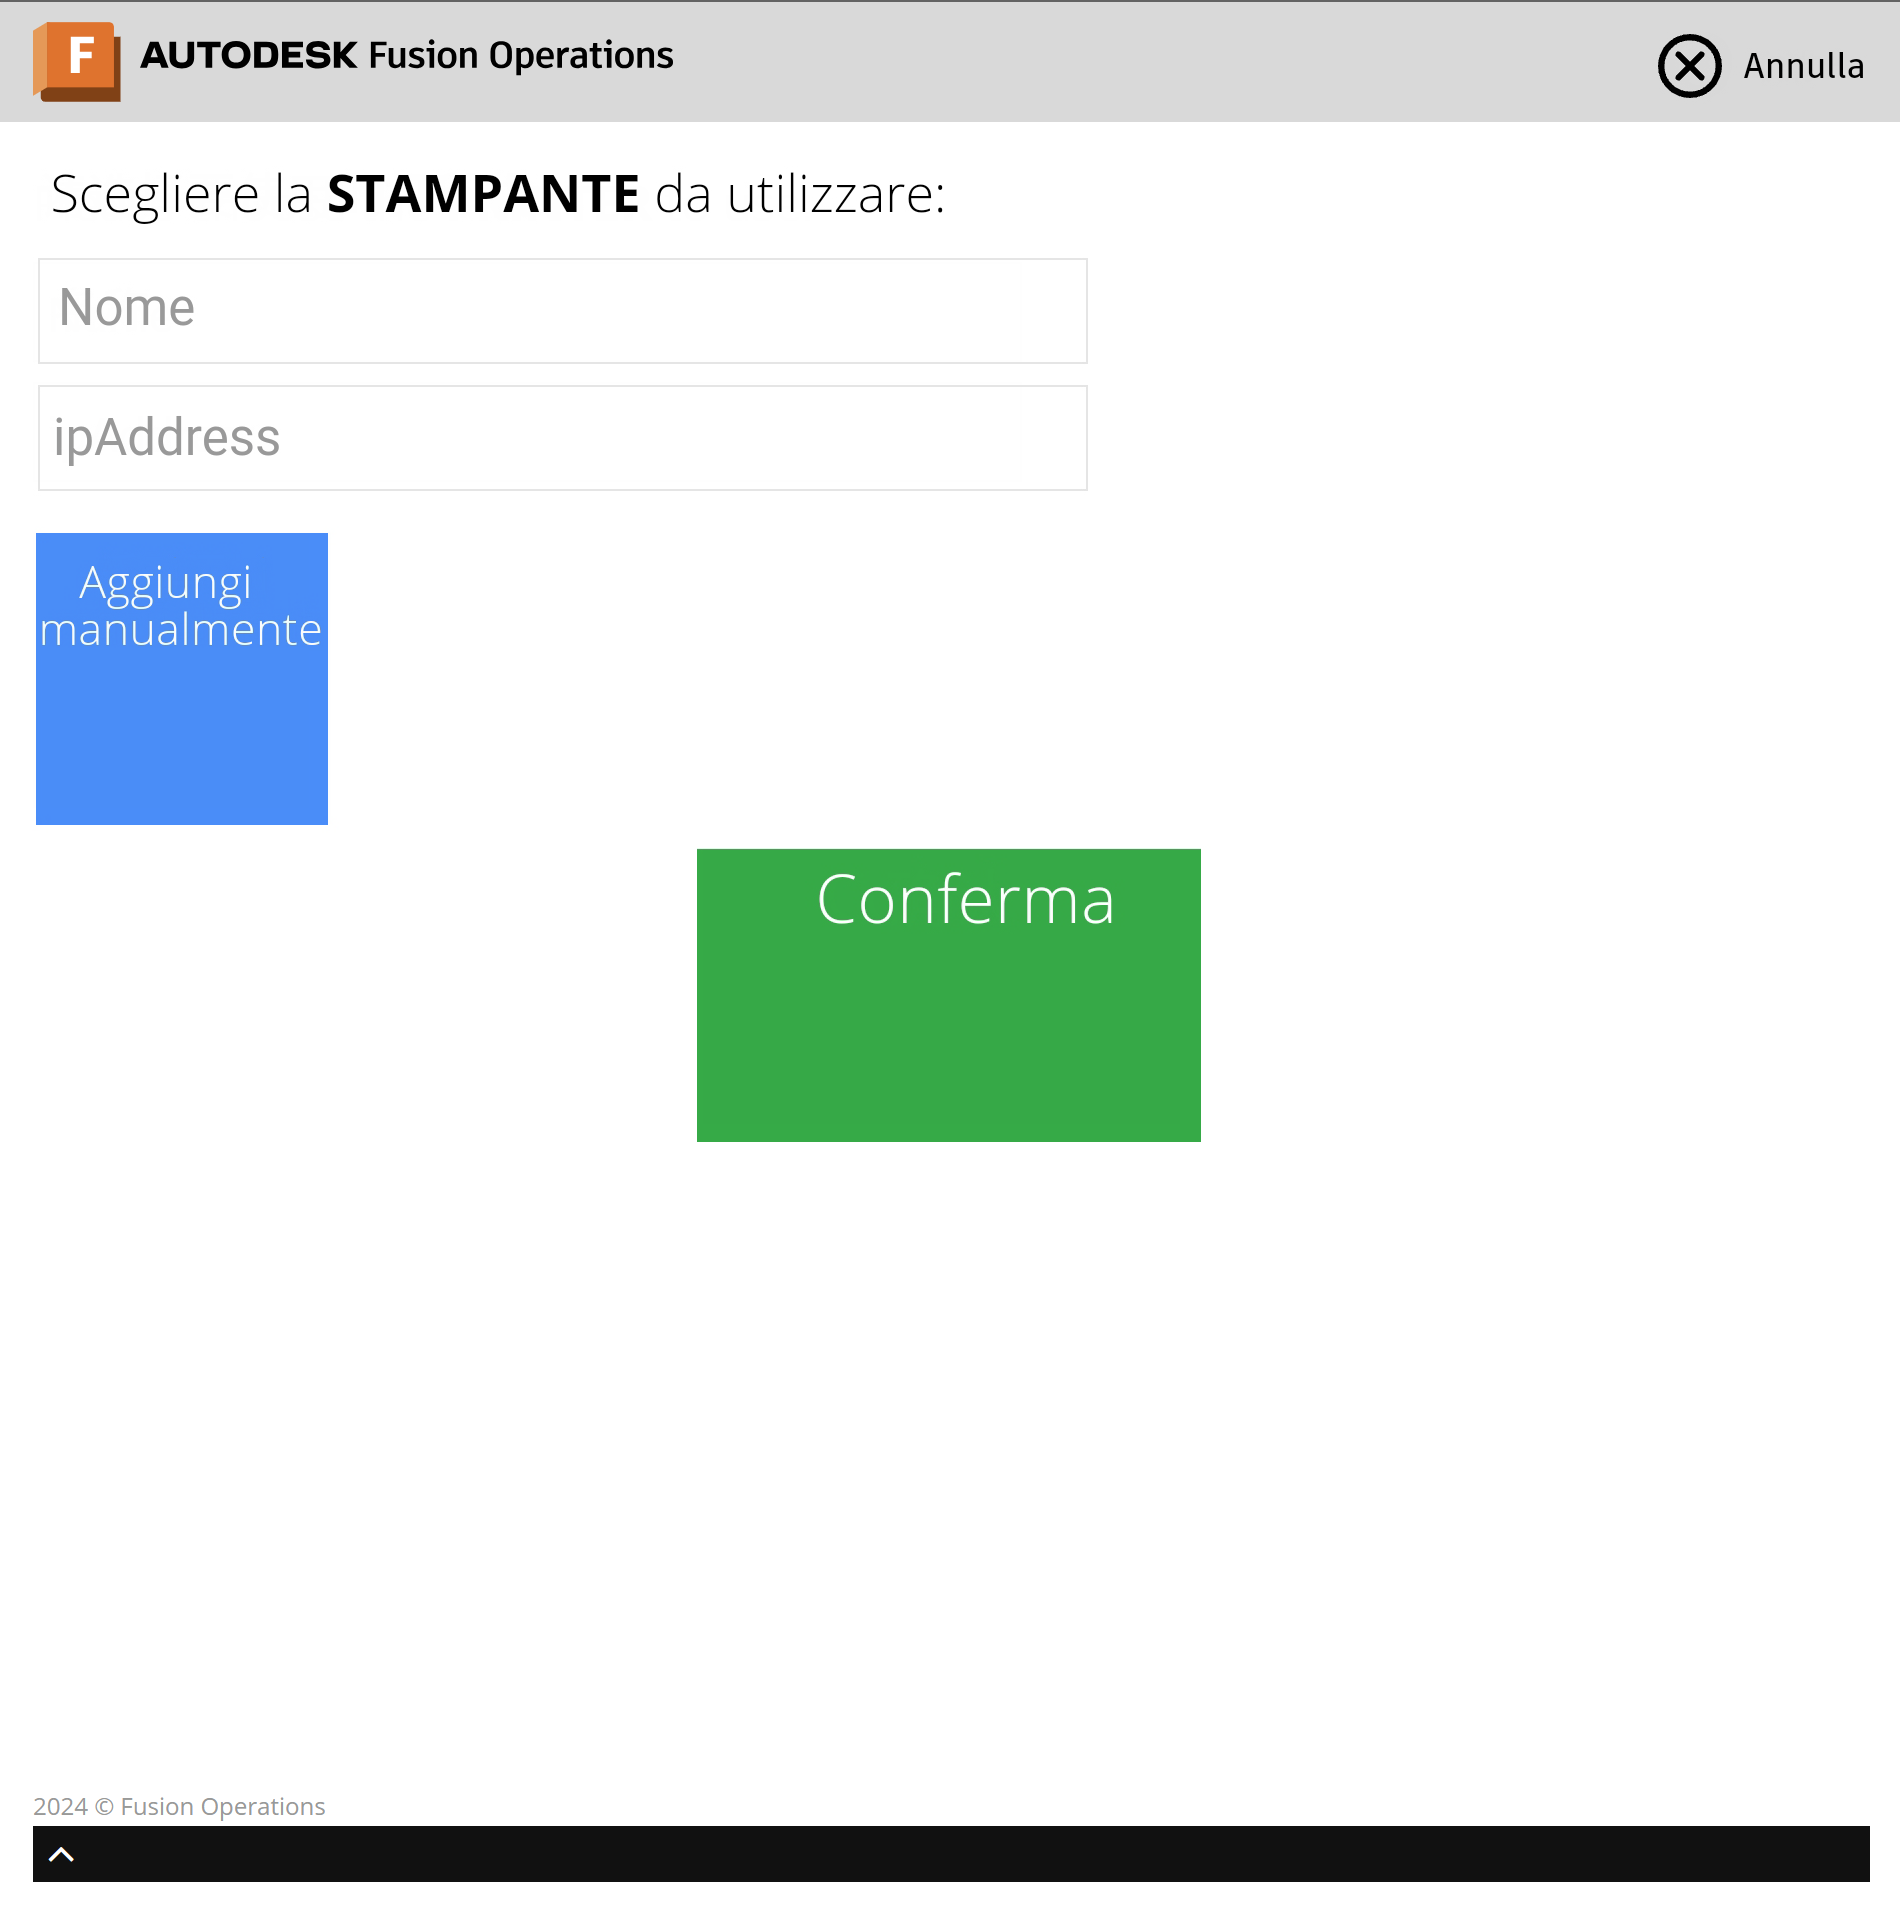 F AUTODESK Fusion Operations
Annulla
Scegliere la STAMPANTE da utilizzare:
Nome
ipAddress
Aggiungi
manualmente
Conferma
2024 © Fusion Operations